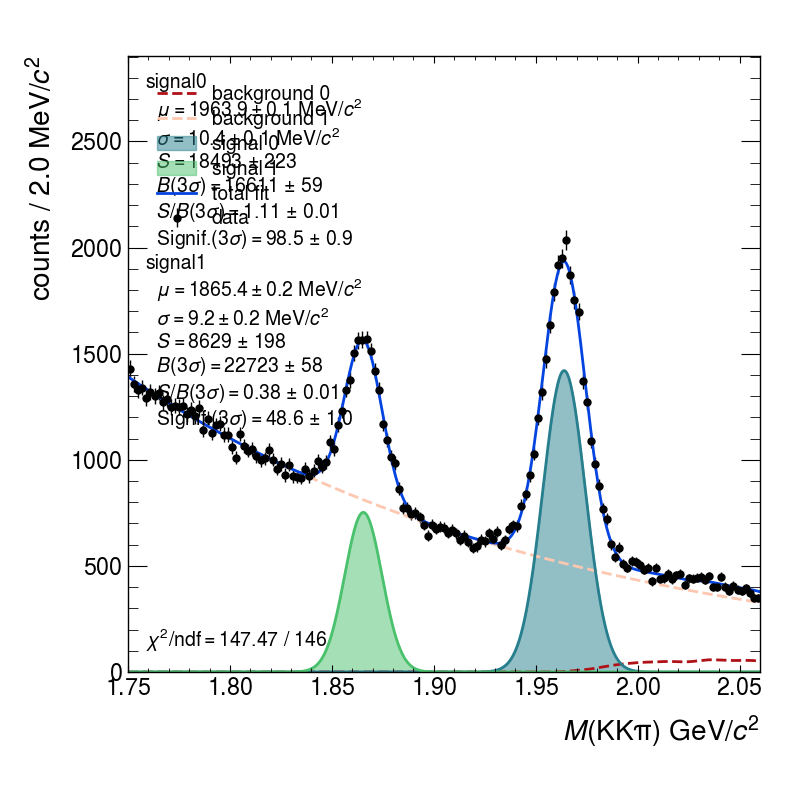 counts / 2.0 MeV/c²
2500
2000
1500
1000
500
0
signal0
μ = 1963.9 ± 0.1 MeV/c²
σ = 10.4 ± 0.1 MeV/c²
S = 18493 ± 223
B(3σ) = 16611 ± 59
S/B(3σ) = 1.11 ± 0.01
Signif.(3σ) = 98.5 ± 0.9
signal1
μ = 1865.4 ± 0.2 MeV/c²
σ = 9.2 ± 0.2 MeV/c²
S = 8629 ± 198
B(3σ) = 22723 ± 58
S/B(3σ) = 0.38 ± 0.01
Signif.(3σ) = 48.6 ± 1.0
background 0
background 1
signal 0
signal 1
total fit
data
χ²/ndf = 147.47 / 146
1.75 1.80 1.85 1.90 1.95 2.00 2.05
M(KKπ) GeV/c²